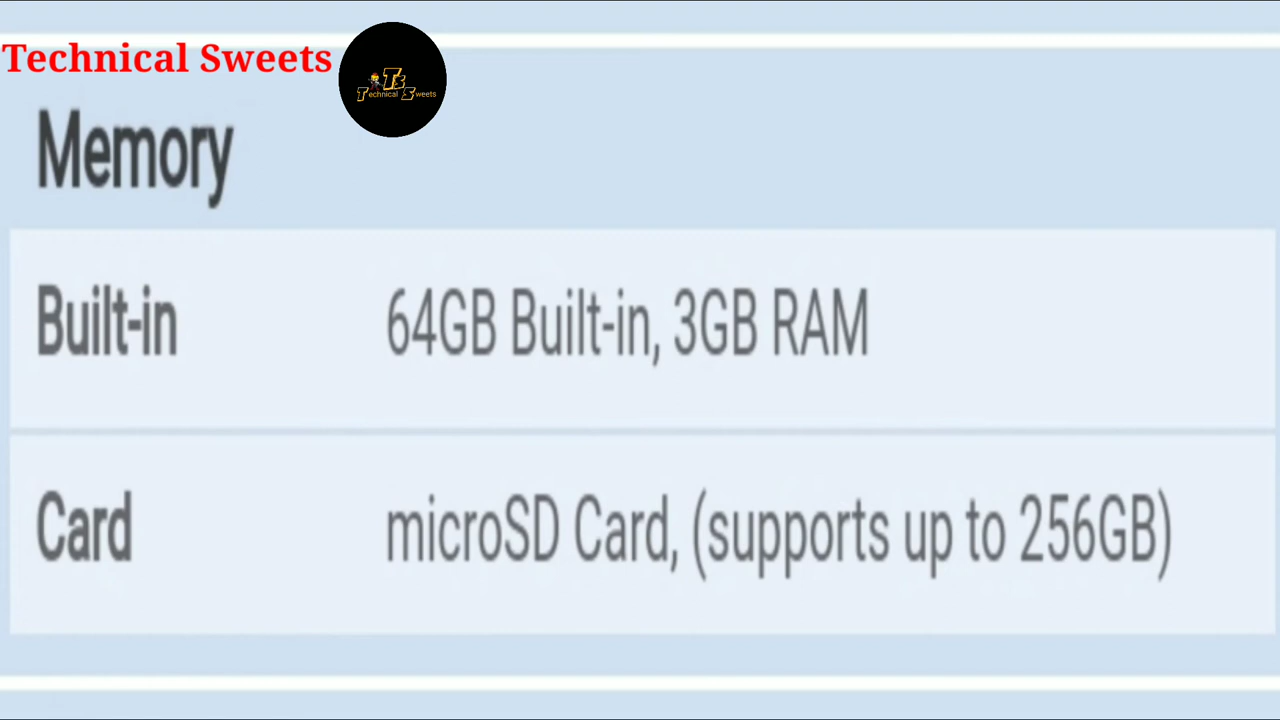 Technical Sweets
Ts
Technical Sweets
Memory
Built-in 64GB Built-in, 3GB RAM
Card microSD Card, (supports up to 256GB)